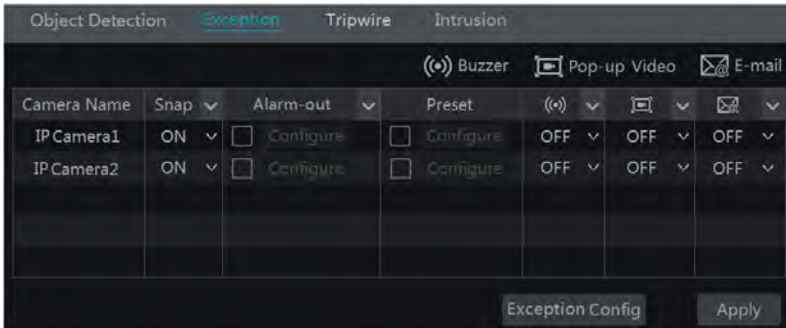 Object Detection Exception Tripwire Intrusion
Buzzer Pop-up Video E-mail
Camera Name Snap Alarm-out Preset
IP Camera1 ON Configure Configure OFF OFF OFF
IP Camera2 ON Configure Configure OFF OFF OFF
Exception Config Apply